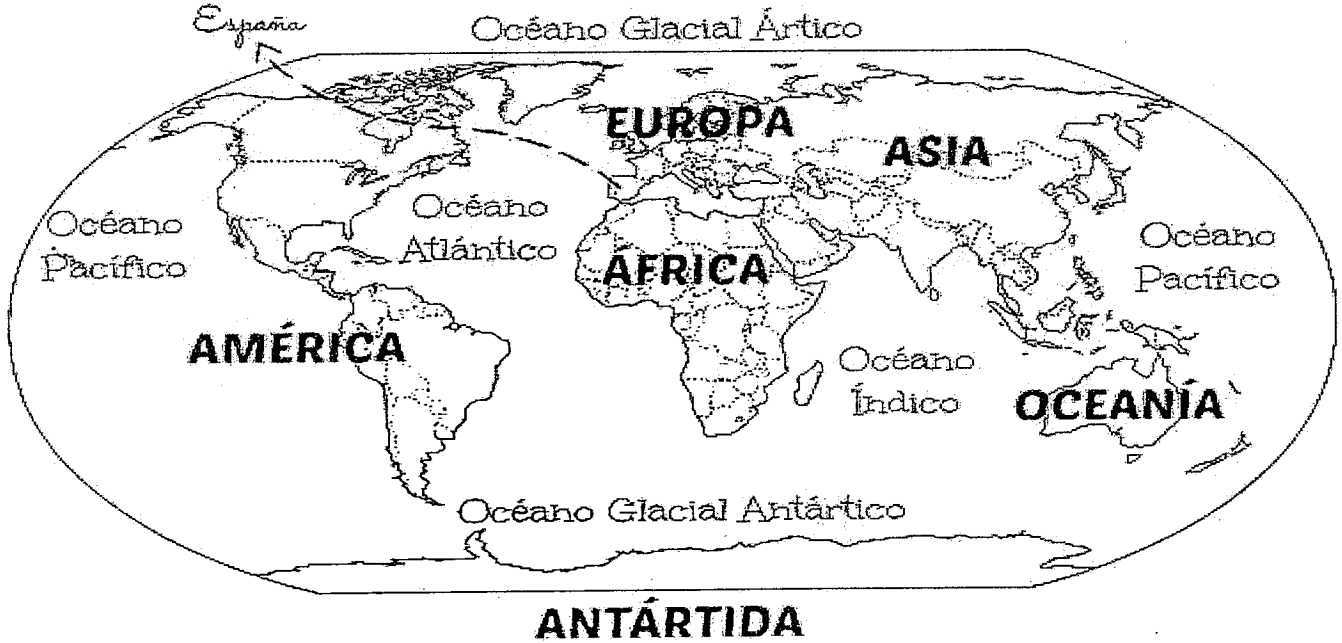 España
Océano Glacial Ártico
EUROPA
ASIA
Océano
Pacífico
Océano
Atlántico
ÁFRICA
Océano
Pacífico
AMÉRICA
Océano
Índico
OCEANÍA
Océano Glacial Antártico
ANTÁRTIDA